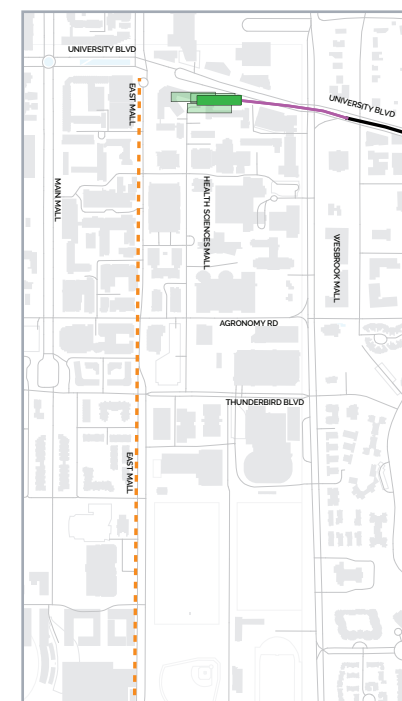 UNIVERSITY BLVD
EAST MALL
UNIVERSITY BLVD
MAIN MALL
HEALTH SCIENCES MALL
WESBROOK MALL
AGRONOMY RD
THUNDERBIRD BLVD
EAST MALL